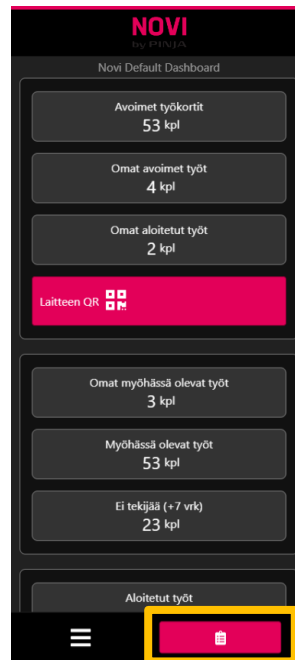 NOVI
by PINJA
Novi Default Dashboard
Avoimet työkortit
53 kpl
Omat avoimet työt
4 kpl
Omat aloitetut työt
2 kpl
Laitteen QR
Omat myöhässä olevat työt
3 kpl
Myöhässä olevat työt
53 kpl
Ei tekijää (+7 vrk)
23 kpl
Aloitetut työt